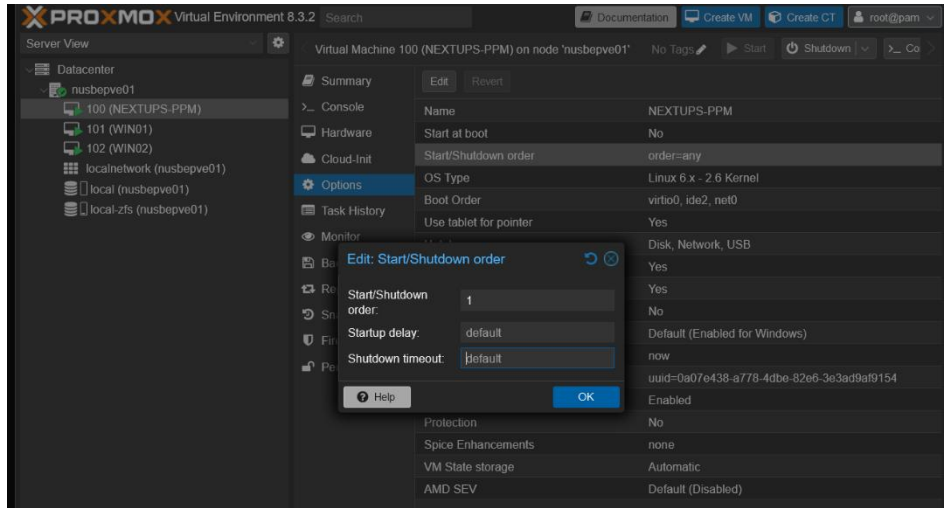 PROXMOX Virtual Environment 8.3.2 Search Documentation Create VM Create CT root@pam
Server View
Virtual Machine 100 (NEXTUPS-PPM) on node 'nusbepve01' No Tags Start Shutdown >_ Co
Datacenter
nusbepve01
100 (NEXTUPS-PPM)
101 (WIN01)
102 (WIN02)
localnetwork (nusbepve01)
local (nusbepve01)
local-zfs (nusbepve01)
Summary
>_ Console
Hardware
Cloud-Init
Options
Task History
Monitor
Ba
Re
Sn
Fir
Pe
Edit Revert
Name NEXTUPS-PPM
Start at boot No
Start/Shutdown order order=any
OS Type Linux 6.x - 2.6 Kernel
Boot Order virtio0, ide2, net0
Use tablet for pointer Yes
Disk, Network, USB
Yes
Yes
No
Default (Enabled for Windows)
now
uuid=0a07e438-a778-4dbe-82e6-3e3ad9af9154
Enabled
Protection No
Spice Enhancements none
VM State storage Automatic
AMD SEV Default (Disabled)
Edit: Start/Shutdown order
Start/Shutdown order: 1
Startup delay: default
Shutdown timeout: default
Help OK